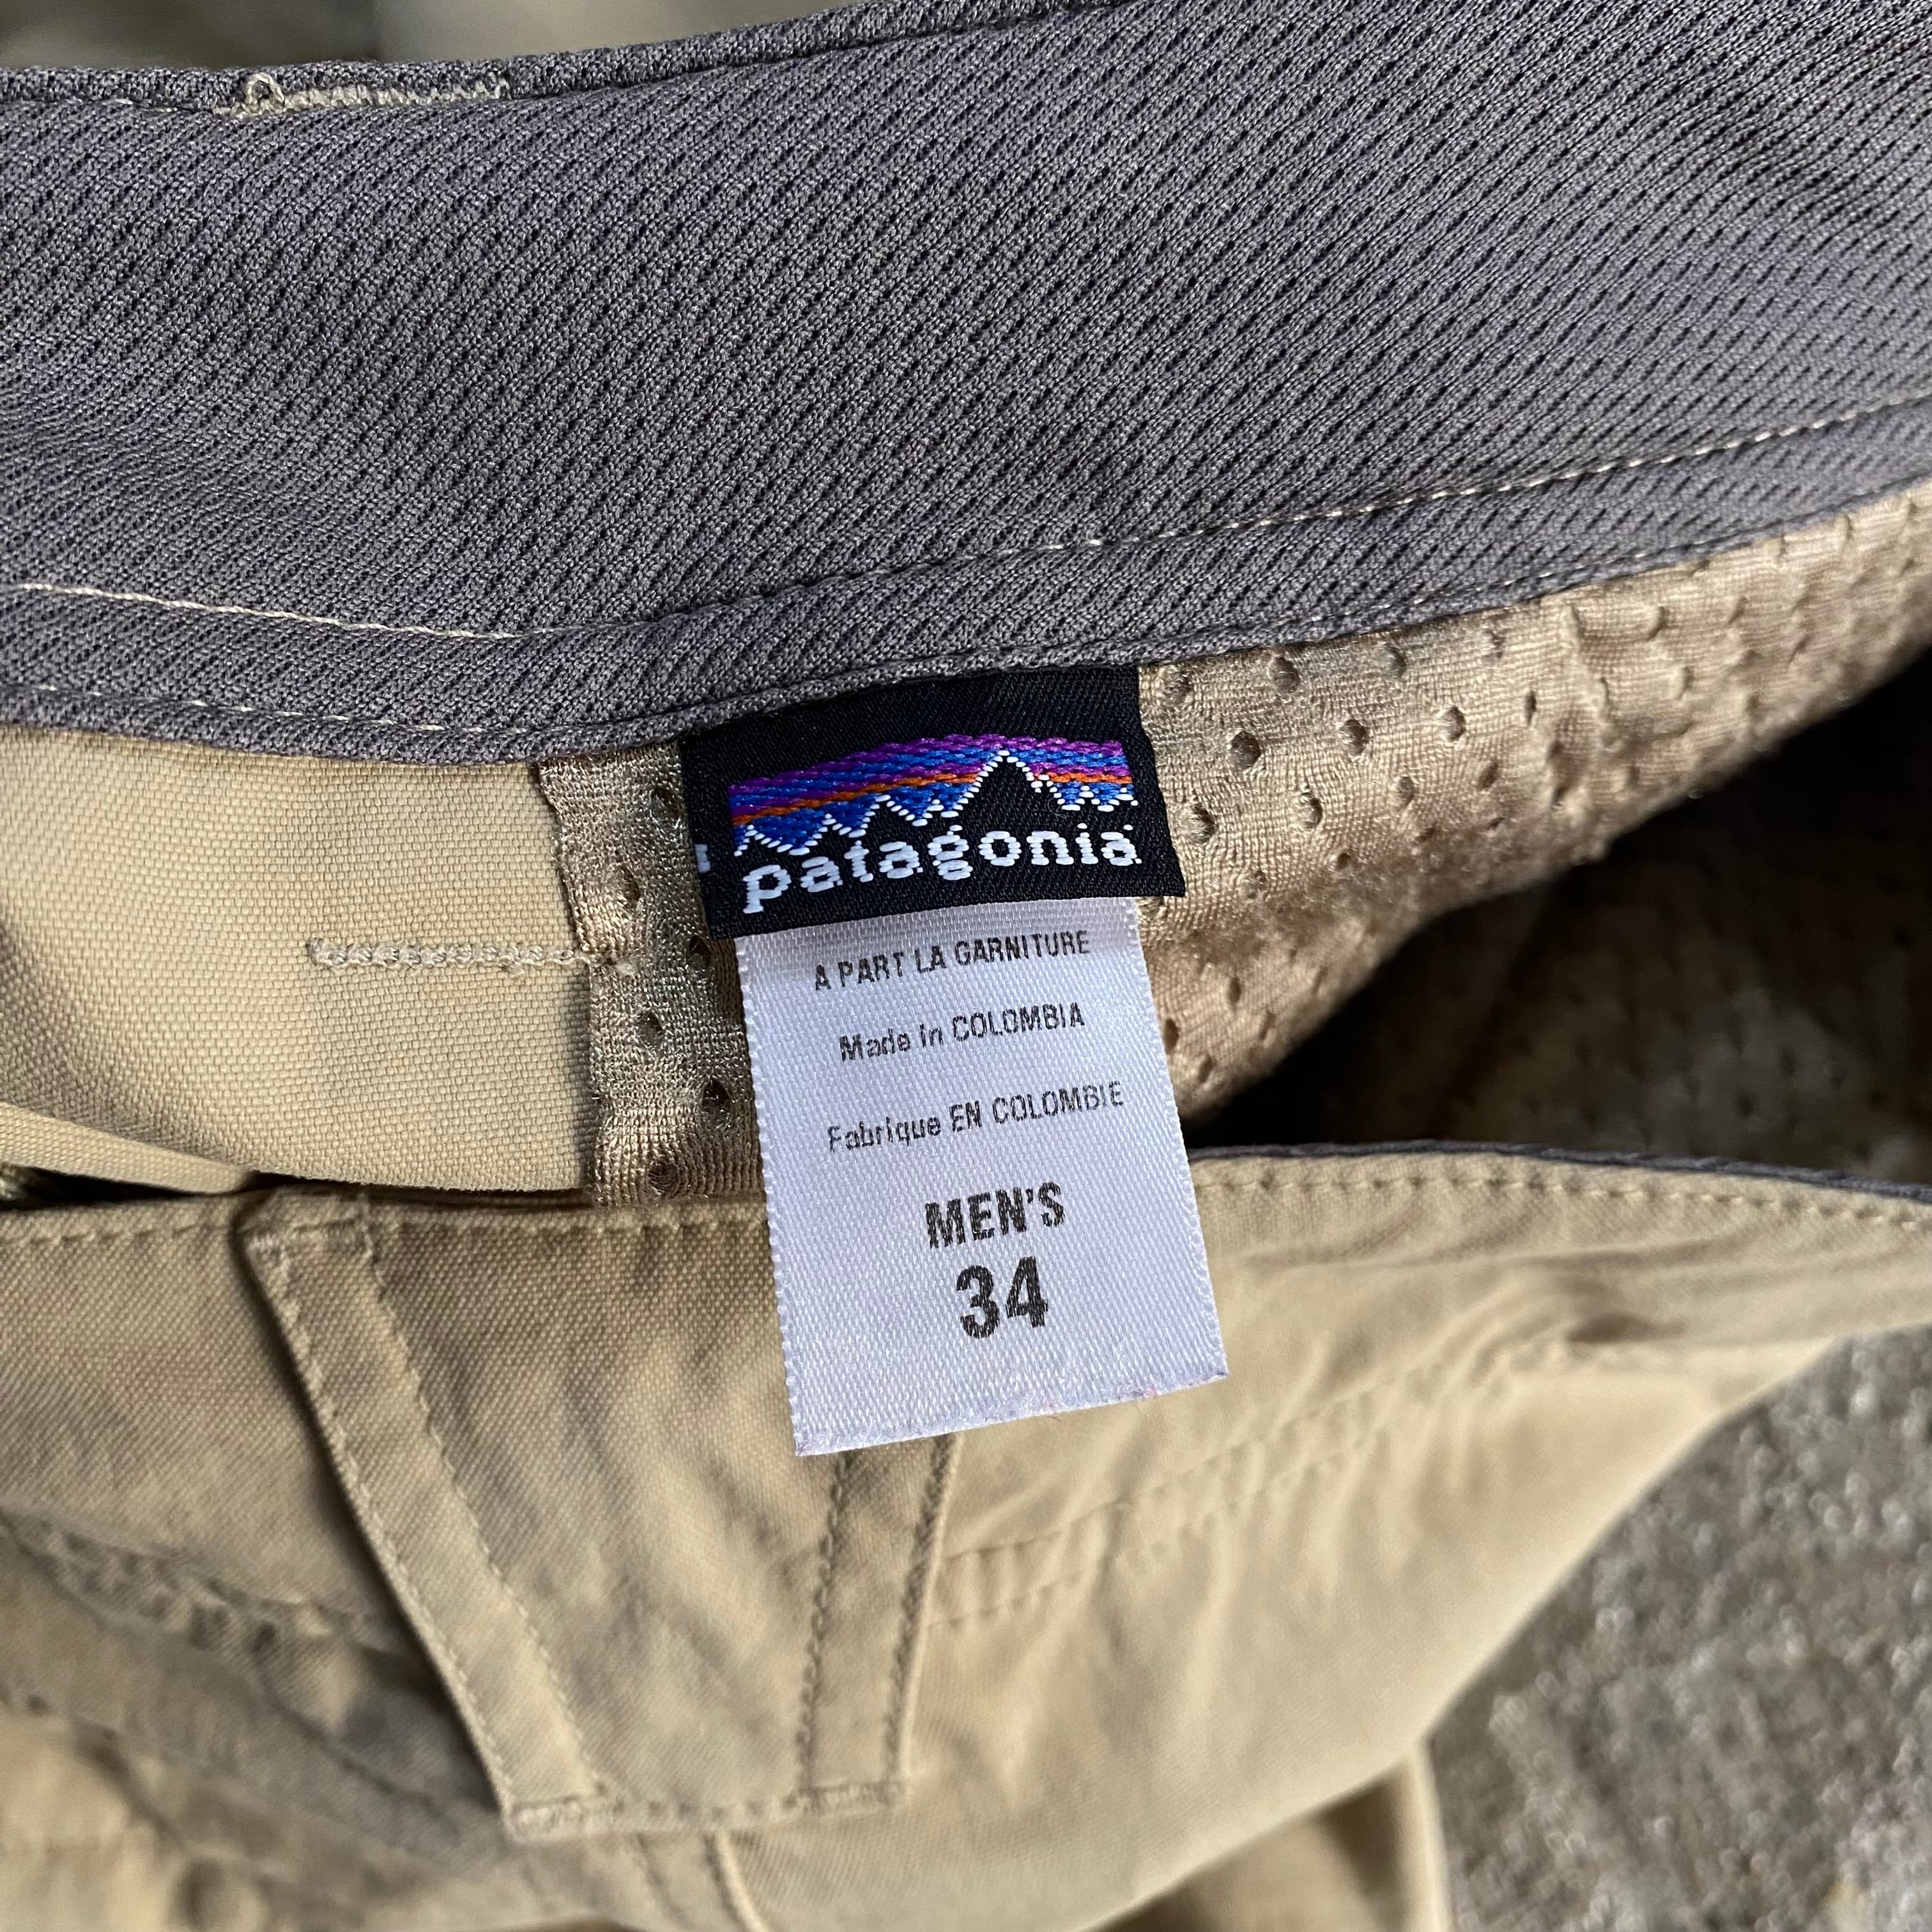 patagonia
A PART LA GARNITURE
Made in COLOMBIA
Fabrique EN COLOMBIE
MEN'S
34